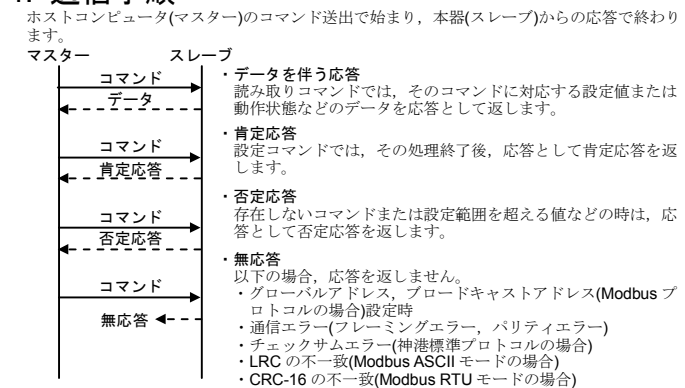 ホストコンピュータ(マスター)のコマンド送出で始まり，本器(スレーブ)からの応答で終わり
ます。
マスター スレーブ
コマンド
データ
・データを伴う応答
読み取りコマンドでは，そのコマンドに対応する設定値または
動作状態などのデータを応答として返します。
コマンド
肯定応答
・肯定応答
設定コマンドでは，その処理終了後，応答として肯定応答を返
します。
コマンド
否定応答
・否定応答
存在しないコマンドまたは設定範囲を超える値などの時は，応
答として否定応答を返します。
コマンド
無応答
・無応答
以下の場合，応答を返しません。
・グローバルアドレス，ブロードキャストアドレス(Modbus プ
ロトコルの場合)設定時
・通信エラー(フレーミングエラー，パリティエラー)
・チェックサムエラー(神港標準プロトコルの場合)
・LRC の不一致(Modbus ASCII モードの場合)
・CRC-16 の不一致(Modbus RTU モードの場合)